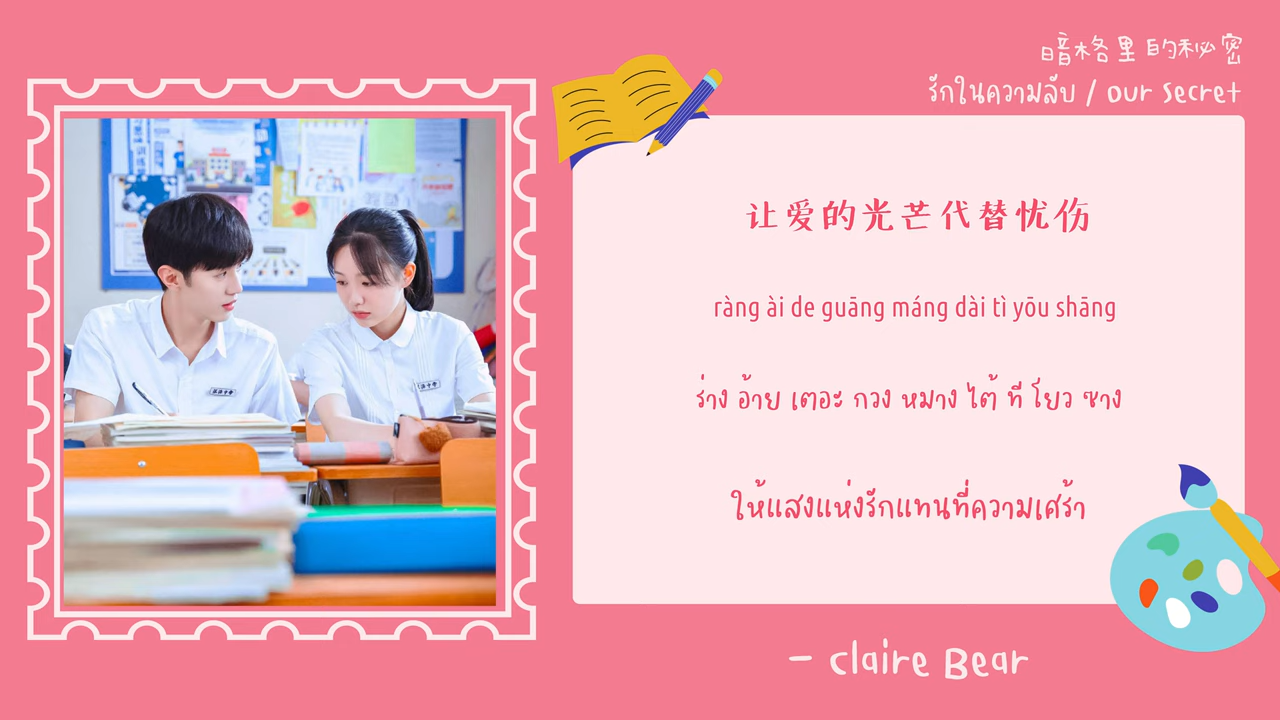 暗格里的秘密
รักในความลับ / our secret
让爱的光芒代替忧伤
ràng ài de guāng máng dài tì yōu shāng
ร่าง อ้าย เตอะ กวง หมาง ไต้ ที โยว ซาง
ให้แสงแห่งรักแทนที่ความเศร้า
- claire Bear